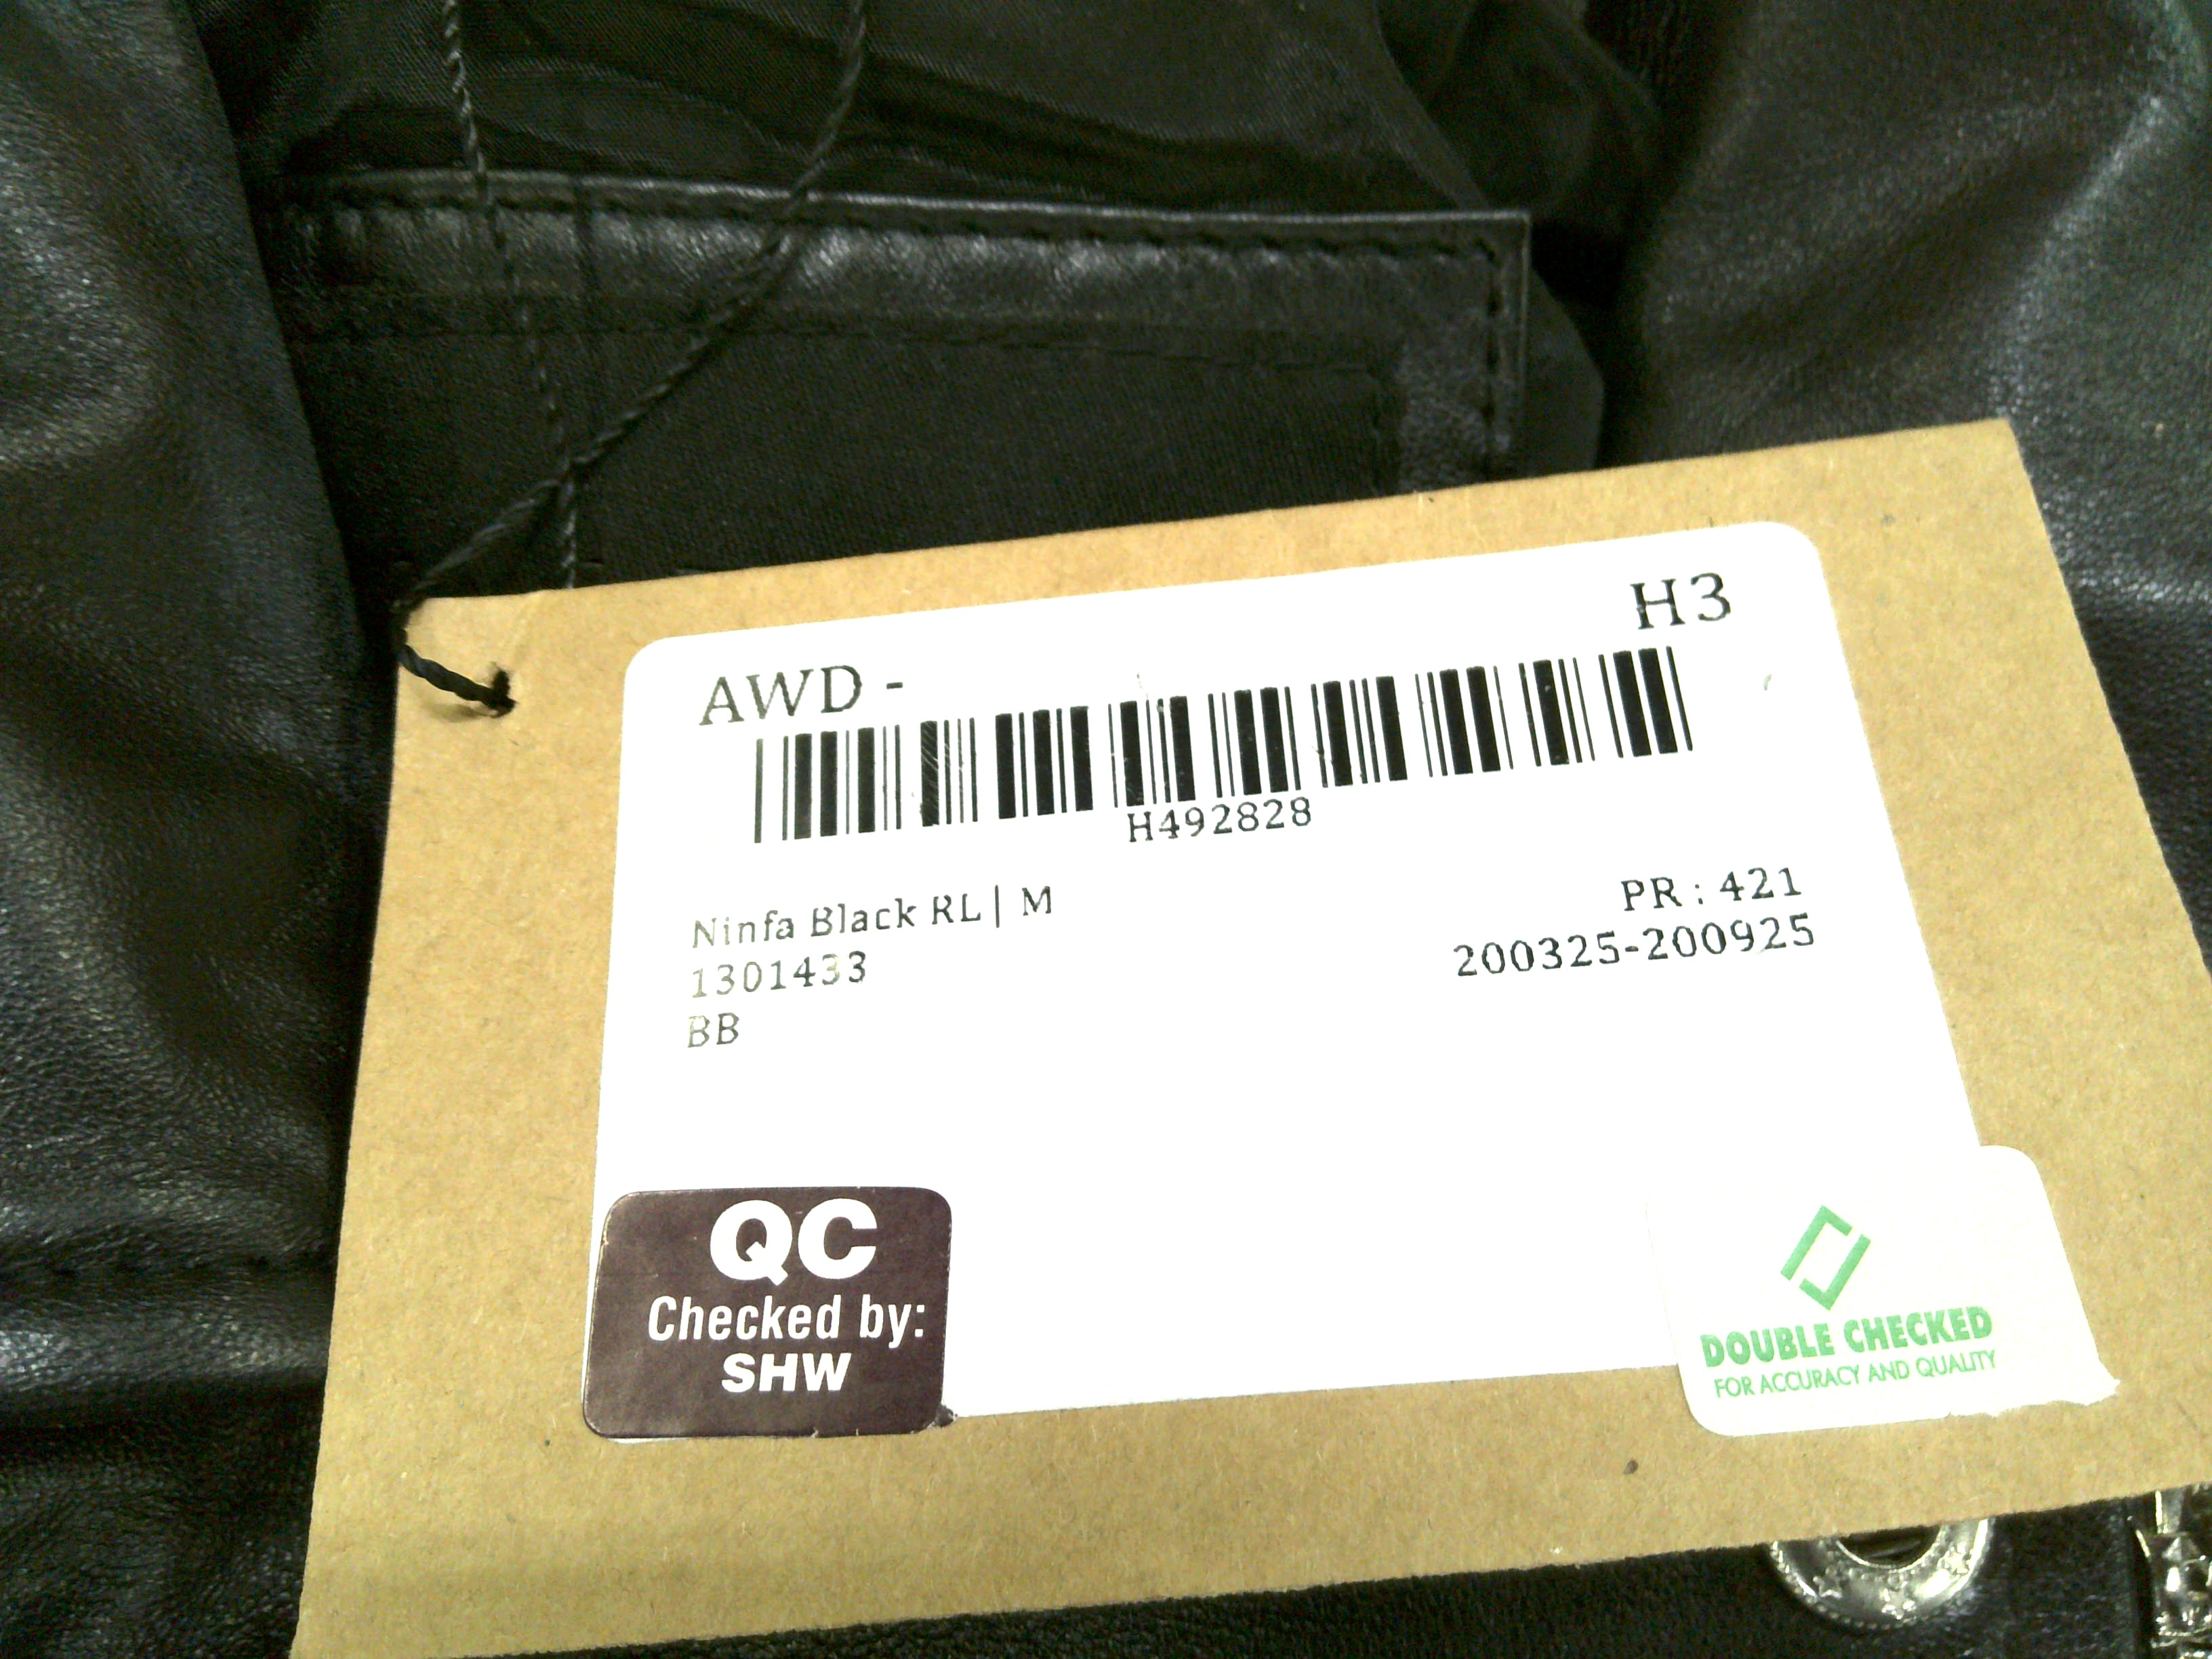 H3
AWD -
H492828
Ninfa Black RL | M
PR : 421
1301433
200325-200925
BB
QC
Checked by:
SHW
DOUBLE CHECKED
FOR ACCURACY AND QUALITY